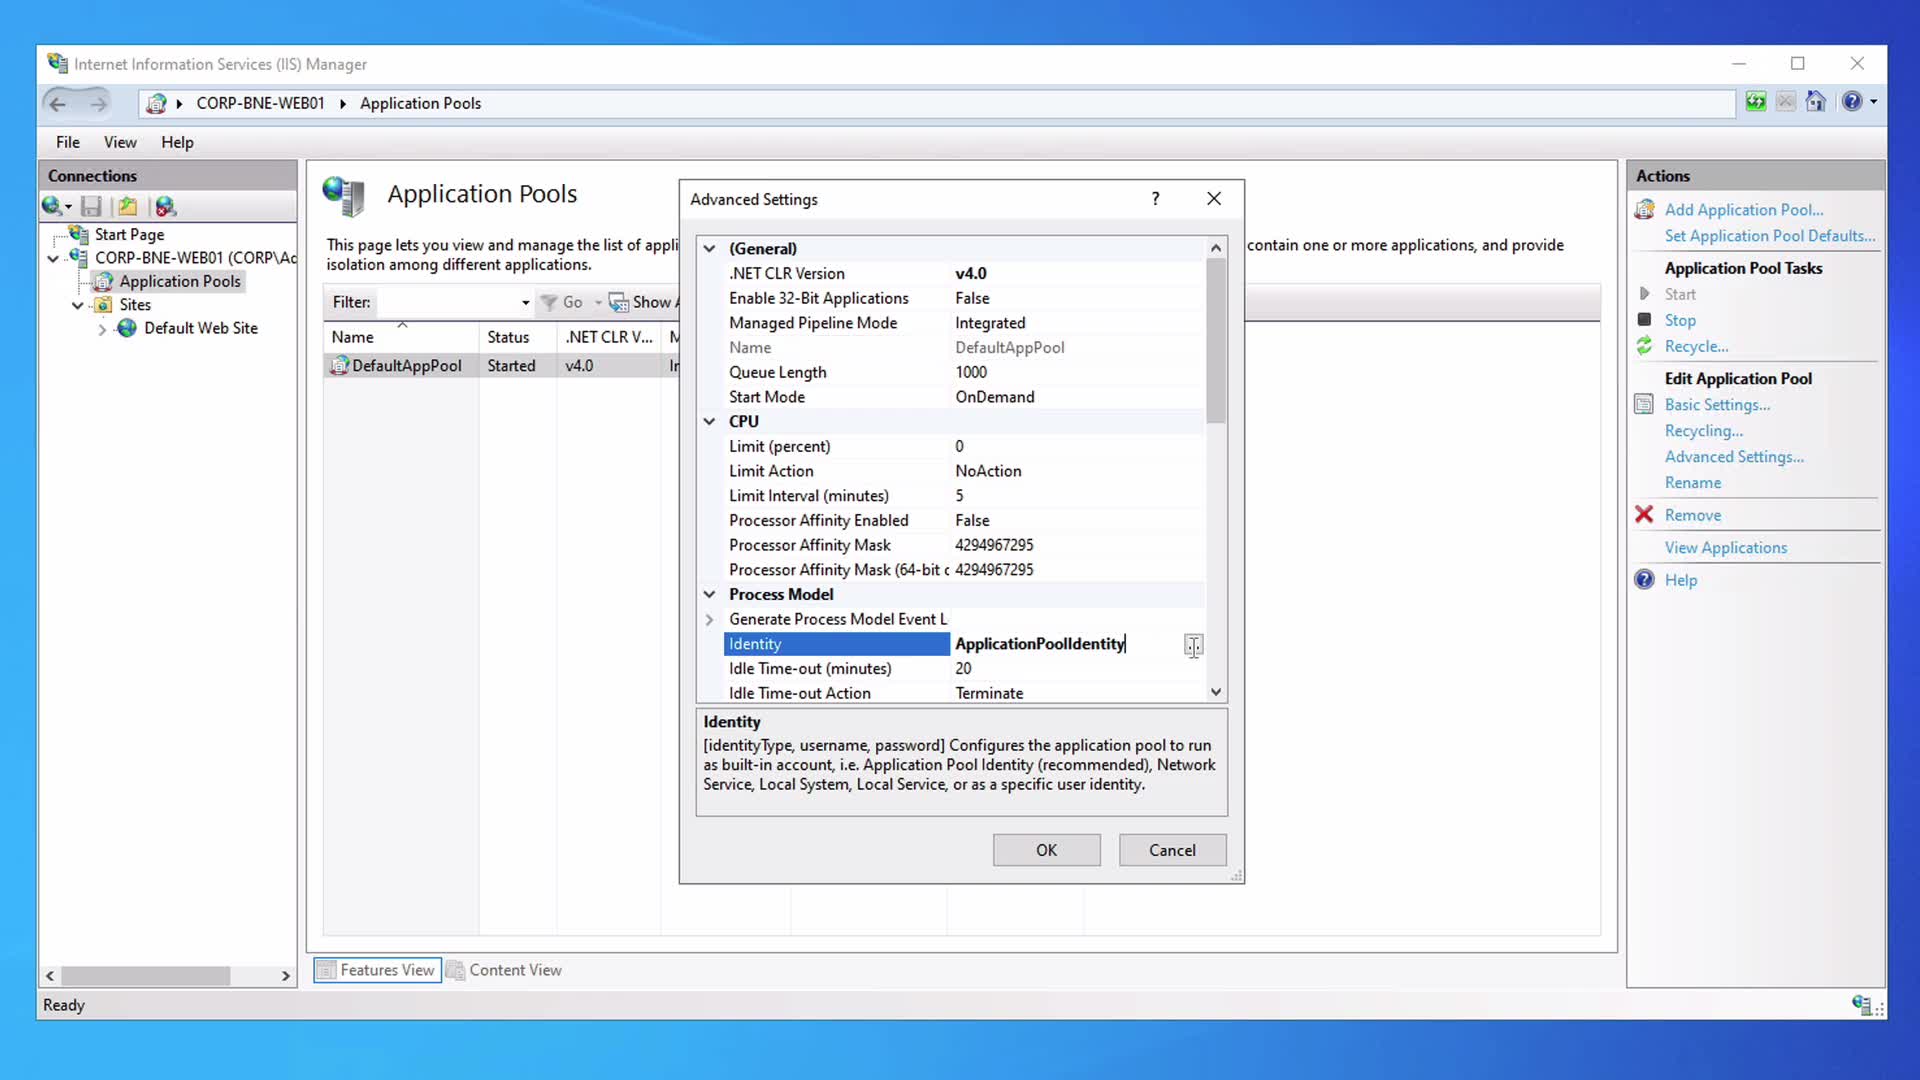 Internet Information Services (IIS) Manager
CORP-BNE-WEB01
Application Pools
File
View
Help
Connections
Start Page
CORP-BNE-WEB01 (CORP\Ad
Application Pools
Sites
Default Web Site
Application Pools
This page lets you view and manage the list of appli
contain one or more applications, and provide
isolation among different applications.
Filter:
Go
Show A
Name
Status
.NET CLR V...
DefaultAppPool
Started
v4.0
Advanced Settings
?
(General)
.NET CLR Version
v4.0
Enable 32-Bit Applications
False
Managed Pipeline Mode
Integrated
Name
DefaultAppPool
Queue Length
1000
Start Mode
OnDemand
CPU
Limit (percent)
0
Limit Action
NoAction
Limit Interval (minutes)
5
Processor Affinity Enabled
False
Processor Affinity Mask
4294967295
Processor Affinity Mask (64-bit o
4294967295
Process Model
Generate Process Model Event L
Identity
ApplicationPoolIdentity
Idle Time-out (minutes)
20
Idle Time-out Action
Terminate
Identity
[identityType, username, password] Configures the application pool to run
as built-in account, i.e. Application Pool Identity (recommended), Network
Service, Local System, Local Service, or as a specific user identity.
OK
Cancel
Actions
Add Application Pool...
Set Application Pool Defaults...
Application Pool Tasks
Start
Stop
Recycle...
Edit Application Pool
Basic Settings...
Recycling...
Advanced Settings...
Rename
Remove
View Applications
Help
Features View
Content View
Ready